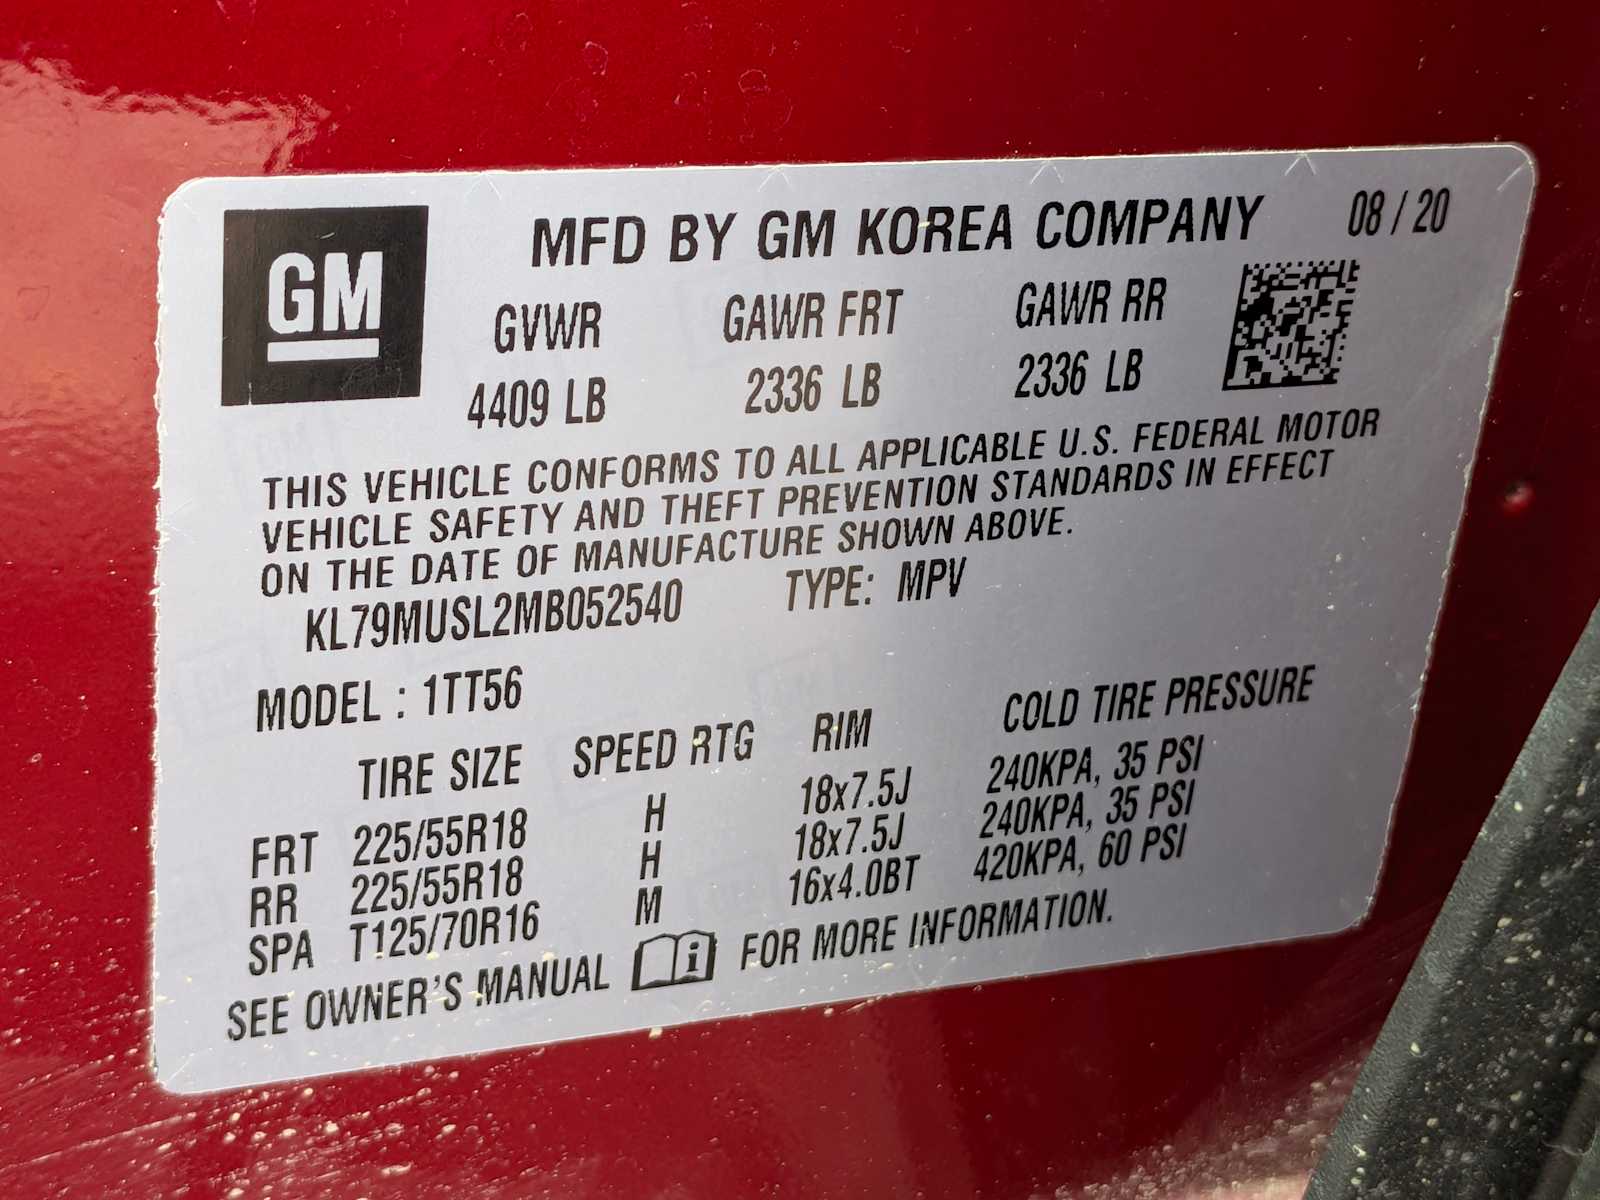 GM
MFD BY GM KOREA COMPANY 08 / 20
GVWR GAWR FRT GAWR RR
4409 LB 2336 LB 2336 LB
THIS VEHICLE CONFORMS TO ALL APPLICABLE U.S. FEDERAL MOTOR
VEHICLE SAFETY AND THEFT PREVENTION STANDARDS IN EFFECT
ON THE DATE OF MANUFACTURE SHOWN ABOVE.
KL79MUSL2MB052540 TYPE: MPV
MODEL : 1TT56
TIRE SIZE SPEED RTG RIM COLD TIRE PRESSURE
FRT 225/55R18 H 18x7.5J 240KPA, 35 PSI
RR 225/55R18 H 18x7.5J 240KPA, 35 PSI
SPA T125/70R16 M 16x4.0BT 420KPA, 60 PSI
SEE OWNER'S MANUAL i FOR MORE INFORMATION.